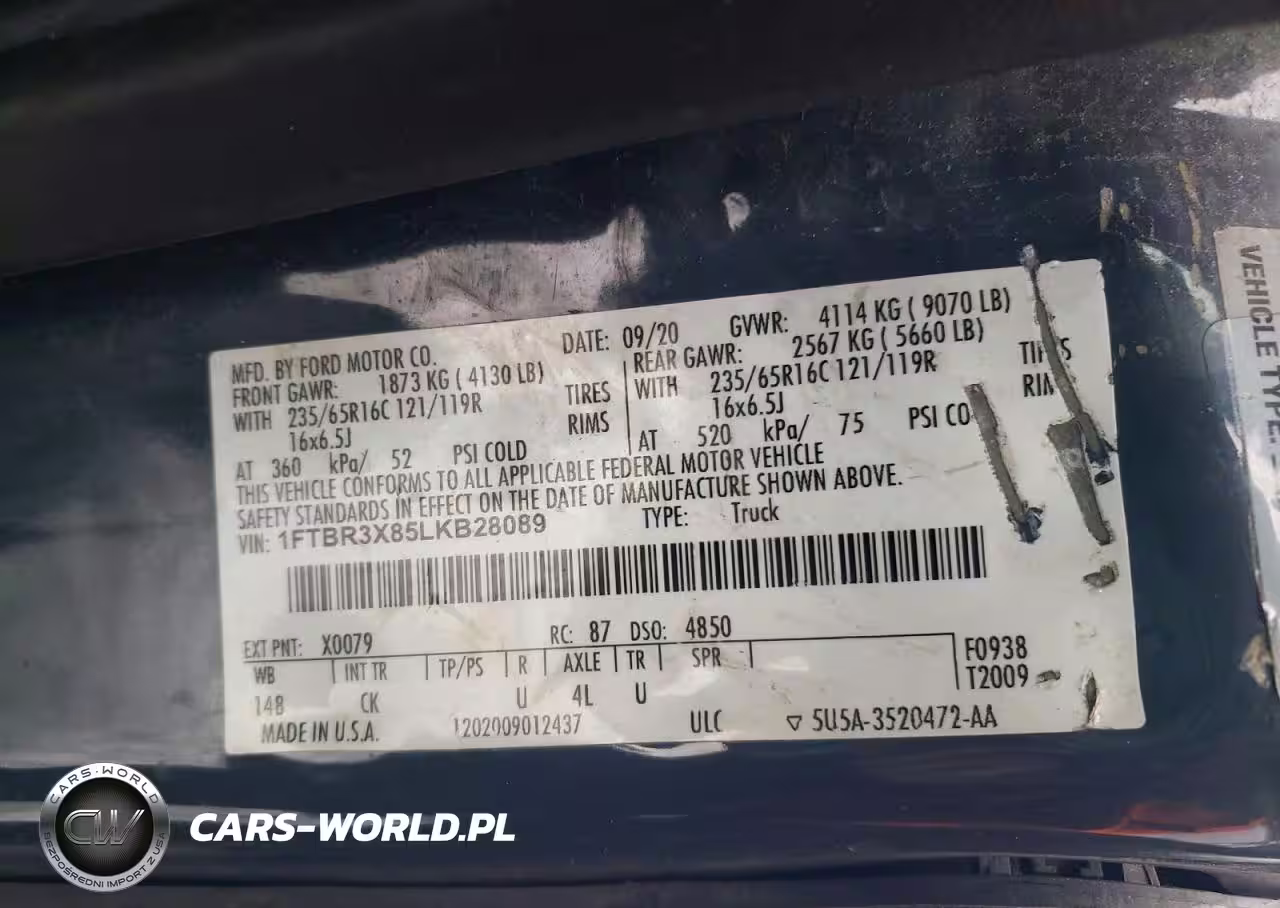 MFD. BY FORD MOTOR CO. DATE: 09/20 GVWR: 4114 KG ( 9070 LB)
FRONT GAWR: 1873 KG ( 4130 LB) REAR GAWR: 2567 KG ( 5660 LB)
WITH 235/65R16C 121/119R TIRES WITH 235/65R16C 121/119R
16x6.5J RIMS 16x6.5J
AT 360 kPa/ 52 PSI COLD AT 520 kPa/ 75 PSI
THIS VEHICLE CONFORMS TO ALL APPLICABLE FEDERAL MOTOR VEHICLE
SAFETY STANDARDS IN EFFECT ON THE DATE OF MANUFACTURE SHOWN ABOVE.
VIN: 1FTBR3X85LKB28089 TYPE: Truck
EXT PNT: X0079 RC: 87 DSO: 4850
WB INT TR TP/PS R AXLE TR SPR F0938
148 CK U 4L U T2009
MADE IN U.S.A. 1202009012437 ULC ▽ 5U5A-3520472-AA
VEHICLE TYPE:
CARS-WORLD
CW
BEZPOŚREDNI IMPORT Z USA
CARS-WORLD.PL